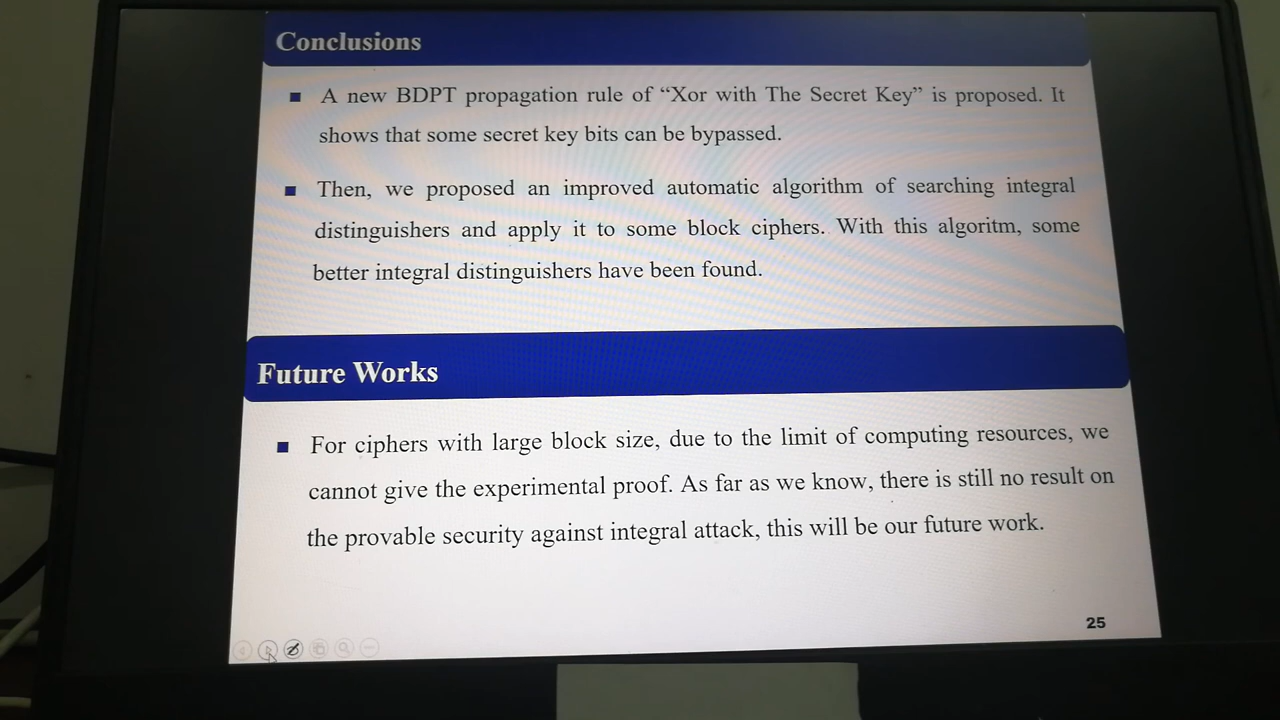 Conclusions
■ A new BDPT propagation rule of “Xor with The Secret Key” is proposed. It
shows that some secret key bits can be bypassed.
■ Then, we proposed an improved automatic algorithm of searching integral
distinguishers and apply it to some block ciphers. With this algoritm, some
better integral distinguishers have been found.
Future Works
■ For ciphers with large block size, due to the limit of computing resources, we
cannot give the experimental proof. As far as we know, there is still no result on
the provable security against integral attack, this will be our future work.
25